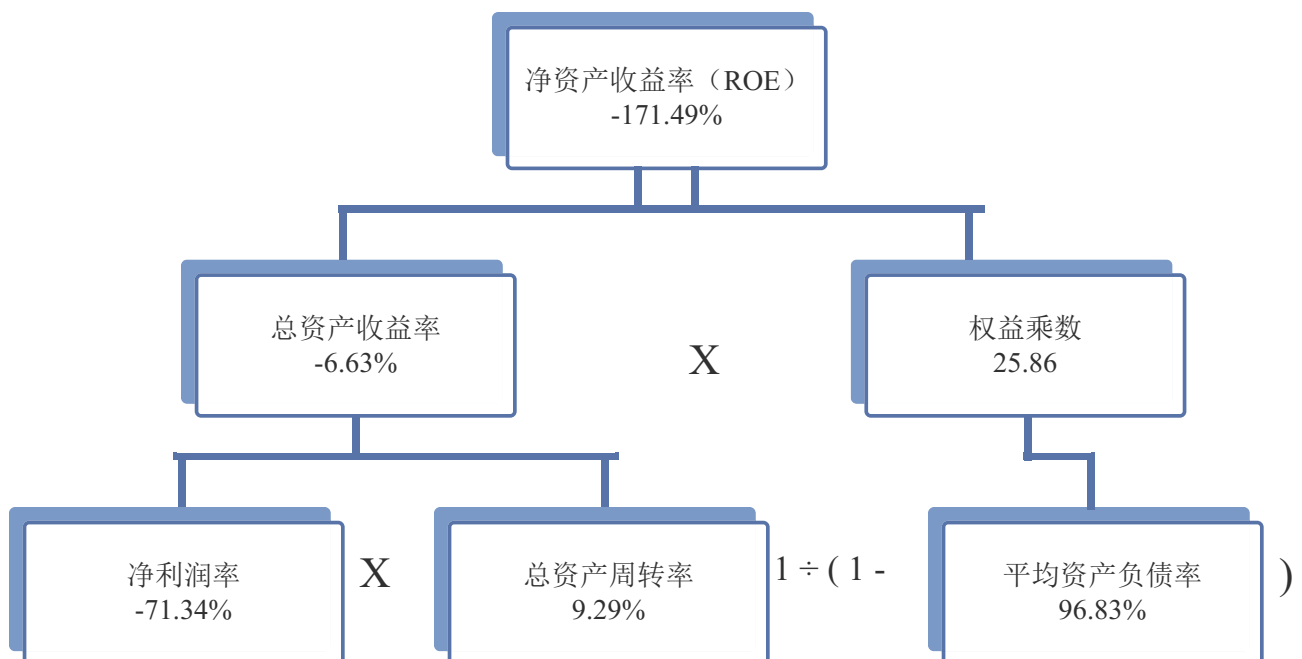 净资产收益率（ROE）
-171.49%
总资产收益率
-6.63%
X
权益乘数
25.86
净利润率
-71.34%
X
总资产周转率
9.29%
1 ÷ ( 1 -
平均资产负债率
96.83%
)